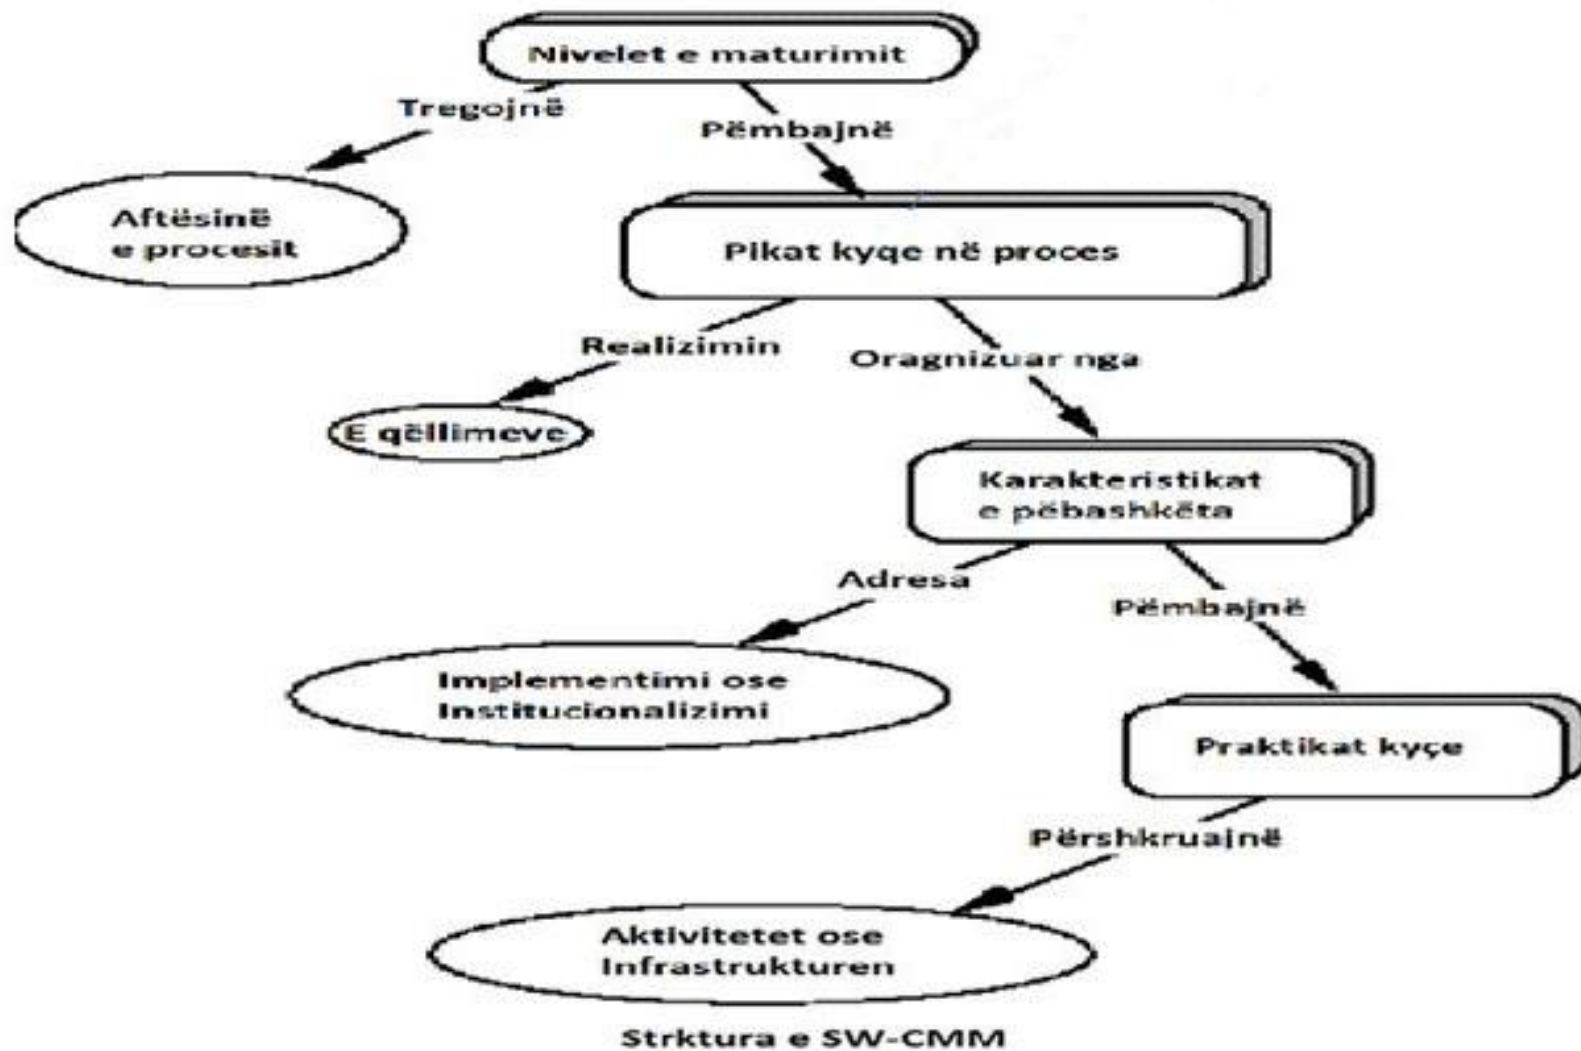 Nivelet e maturimit
Tregojnë
Pëmbajnë
Aftësinë
e procesit
Pikat kyqe në proces
Realizimin
Oragnizuar nga
E qëllimeve
Karakteristikat
e pëbashkëta
Adresa
Pëmbajnë
Implementimi ose
Institucionalizimi
Praktikat kyçe
Përshkruajnë
Aktivitetet ose
Infrastrukturen
Strktura e SW-CMM